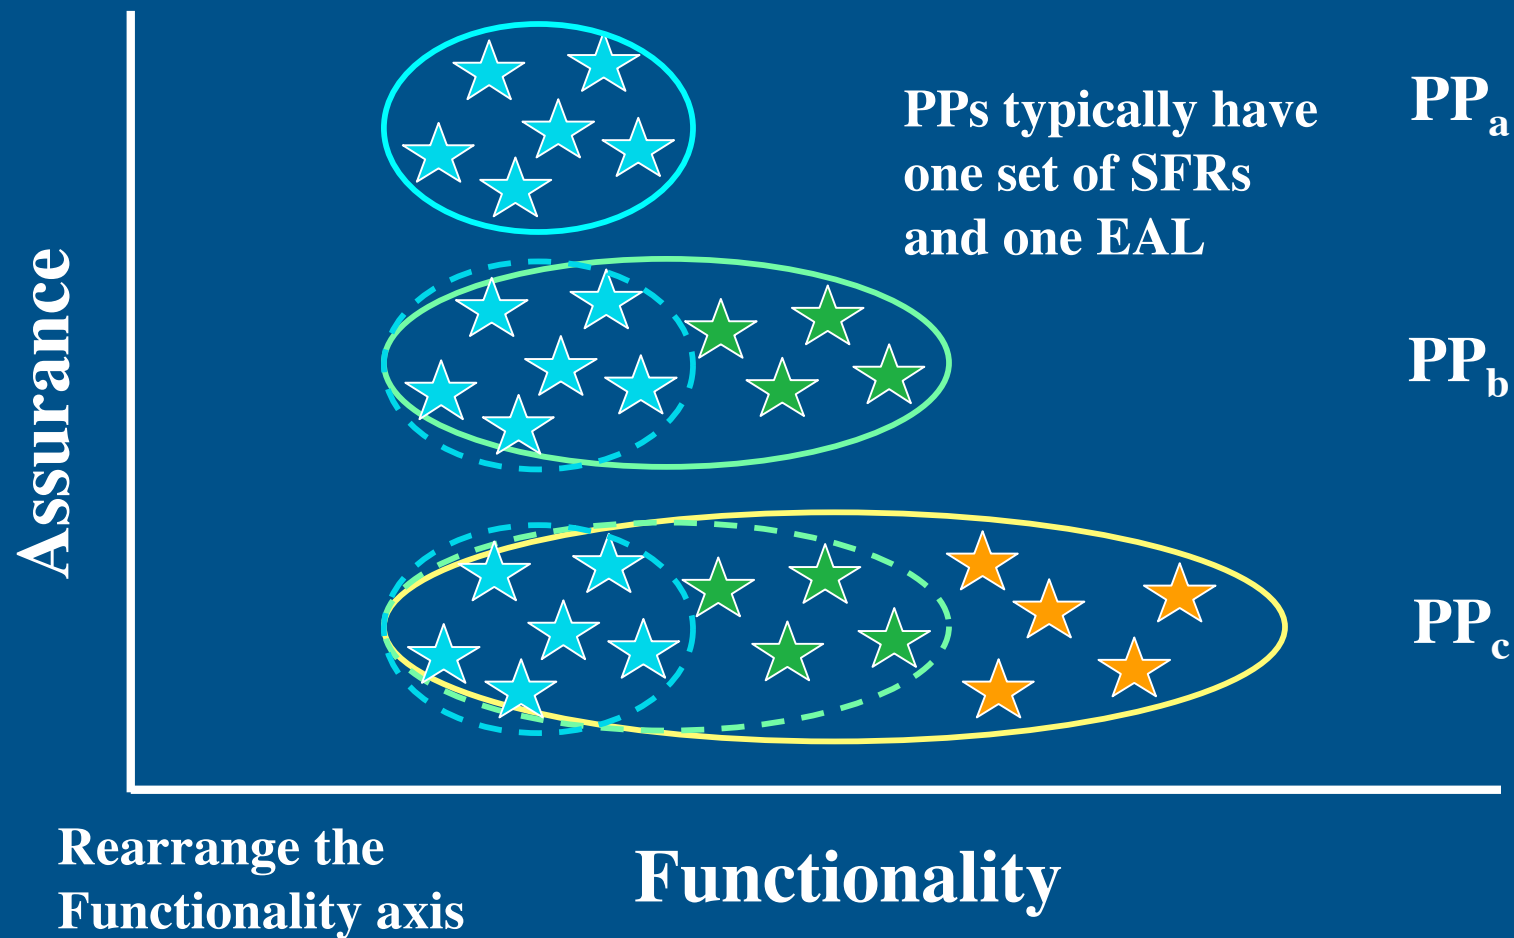 PPs typically have
one set of SFRs
and one EAL
PPa
PPb
PPc
Assurance
Functionality
Rearrange the
Functionality axis